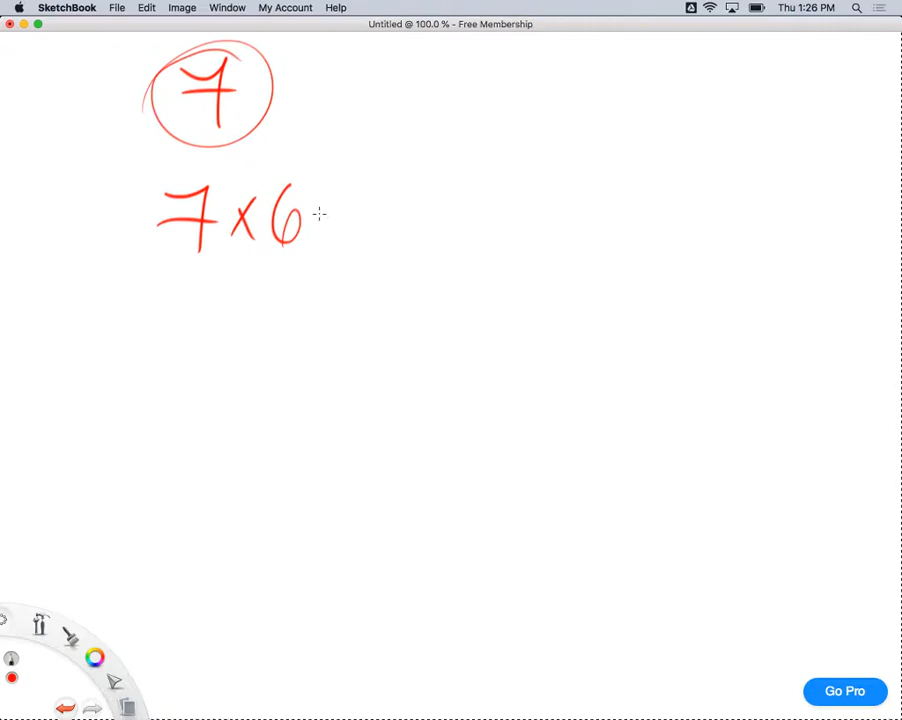 SketchBook File Edit Image Window My Account Help Thu 1:26 PM
Untitled @ 100.0 % - Free Membership
7
7 x 6
Go Pro